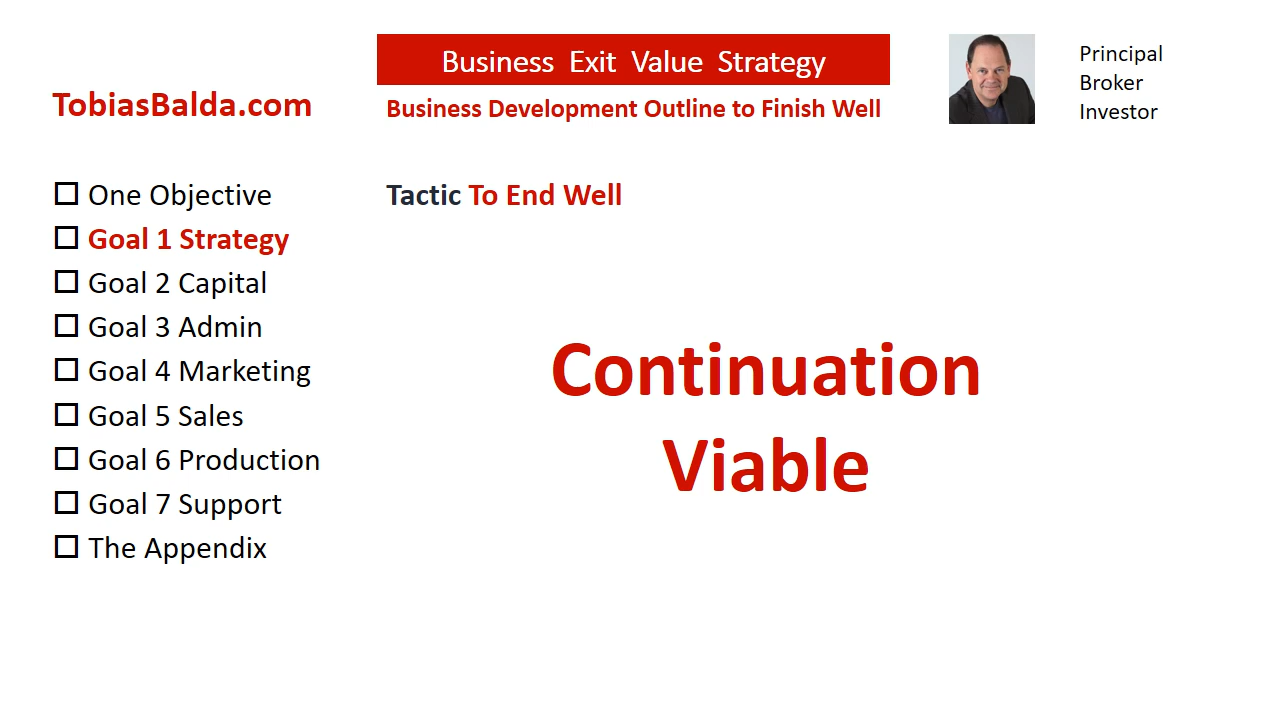 Business Exit Value Strategy
TobiasBalda.com
Business Development Outline to Finish Well
Principal
Broker
Investor
One Objective
Goal 1 Strategy
Goal 2 Capital
Goal 3 Admin
Goal 4 Marketing
Goal 5 Sales
Goal 6 Production
Goal 7 Support
The Appendix
Tactic To End Well
Continuation
Viable